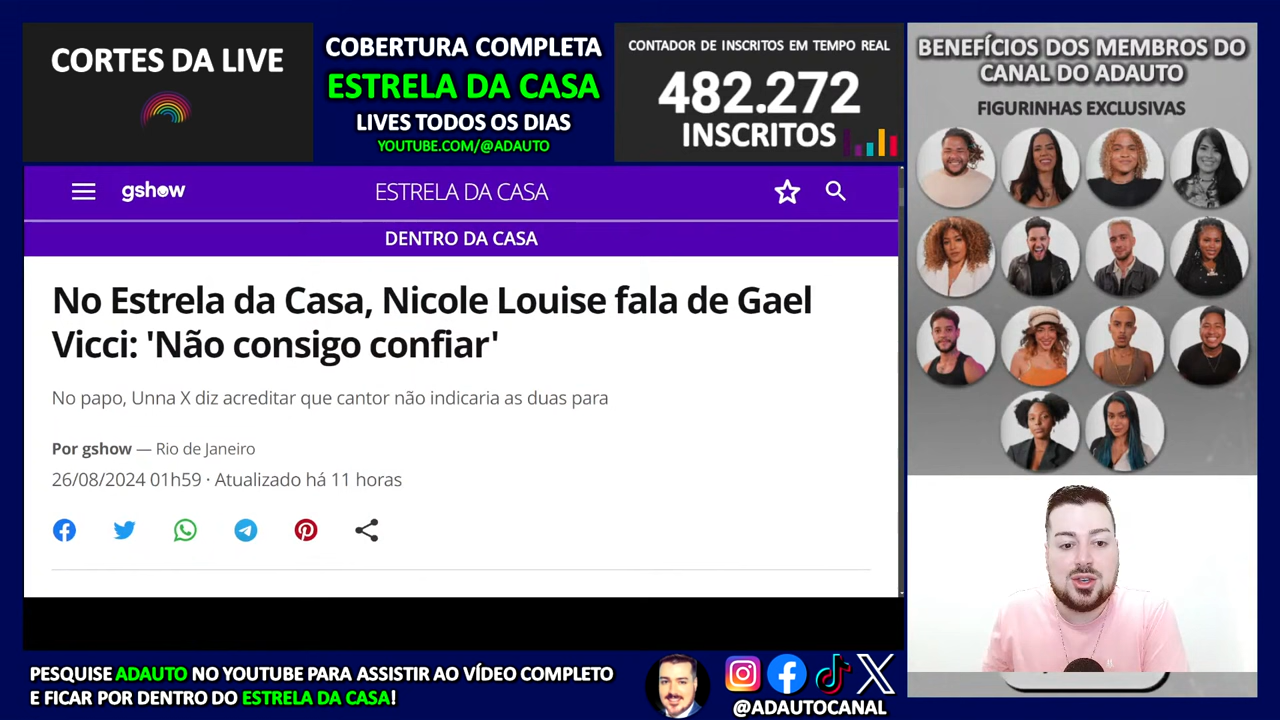 CORTES DA LIVE
COBERTURA COMPLETA
ESTRELA DA CASA
LIVES TODOS OS DIAS
YOUTUBE.COM/@ADAUTO
CONTADOR DE INSCRITOS EM TEMPO REAL
482.272
INSCRITOS
BENEFÍCIOS DOS MEMBROS DO
CANAL DO ADAUTO
FIGURINHAS EXCLUSIVAS
gshow
ESTRELA DA CASA
DENTRO DA CASA
No Estrela da Casa, Nicole Louise fala de Gael
Vicci: 'Não consigo confiar'
No papo, Unna X diz acreditar que cantor não indicaria as duas para
Por gshow — Rio de Janeiro
26/08/2024 01h59 · Atualizado há 11 horas
PESQUISE ADAUTO NO YOUTUBE PARA ASSISTIR AO VÍDEO COMPLETO
E FICAR POR DENTRO DO ESTRELA DA CASA!
@ADAUTOCANAL